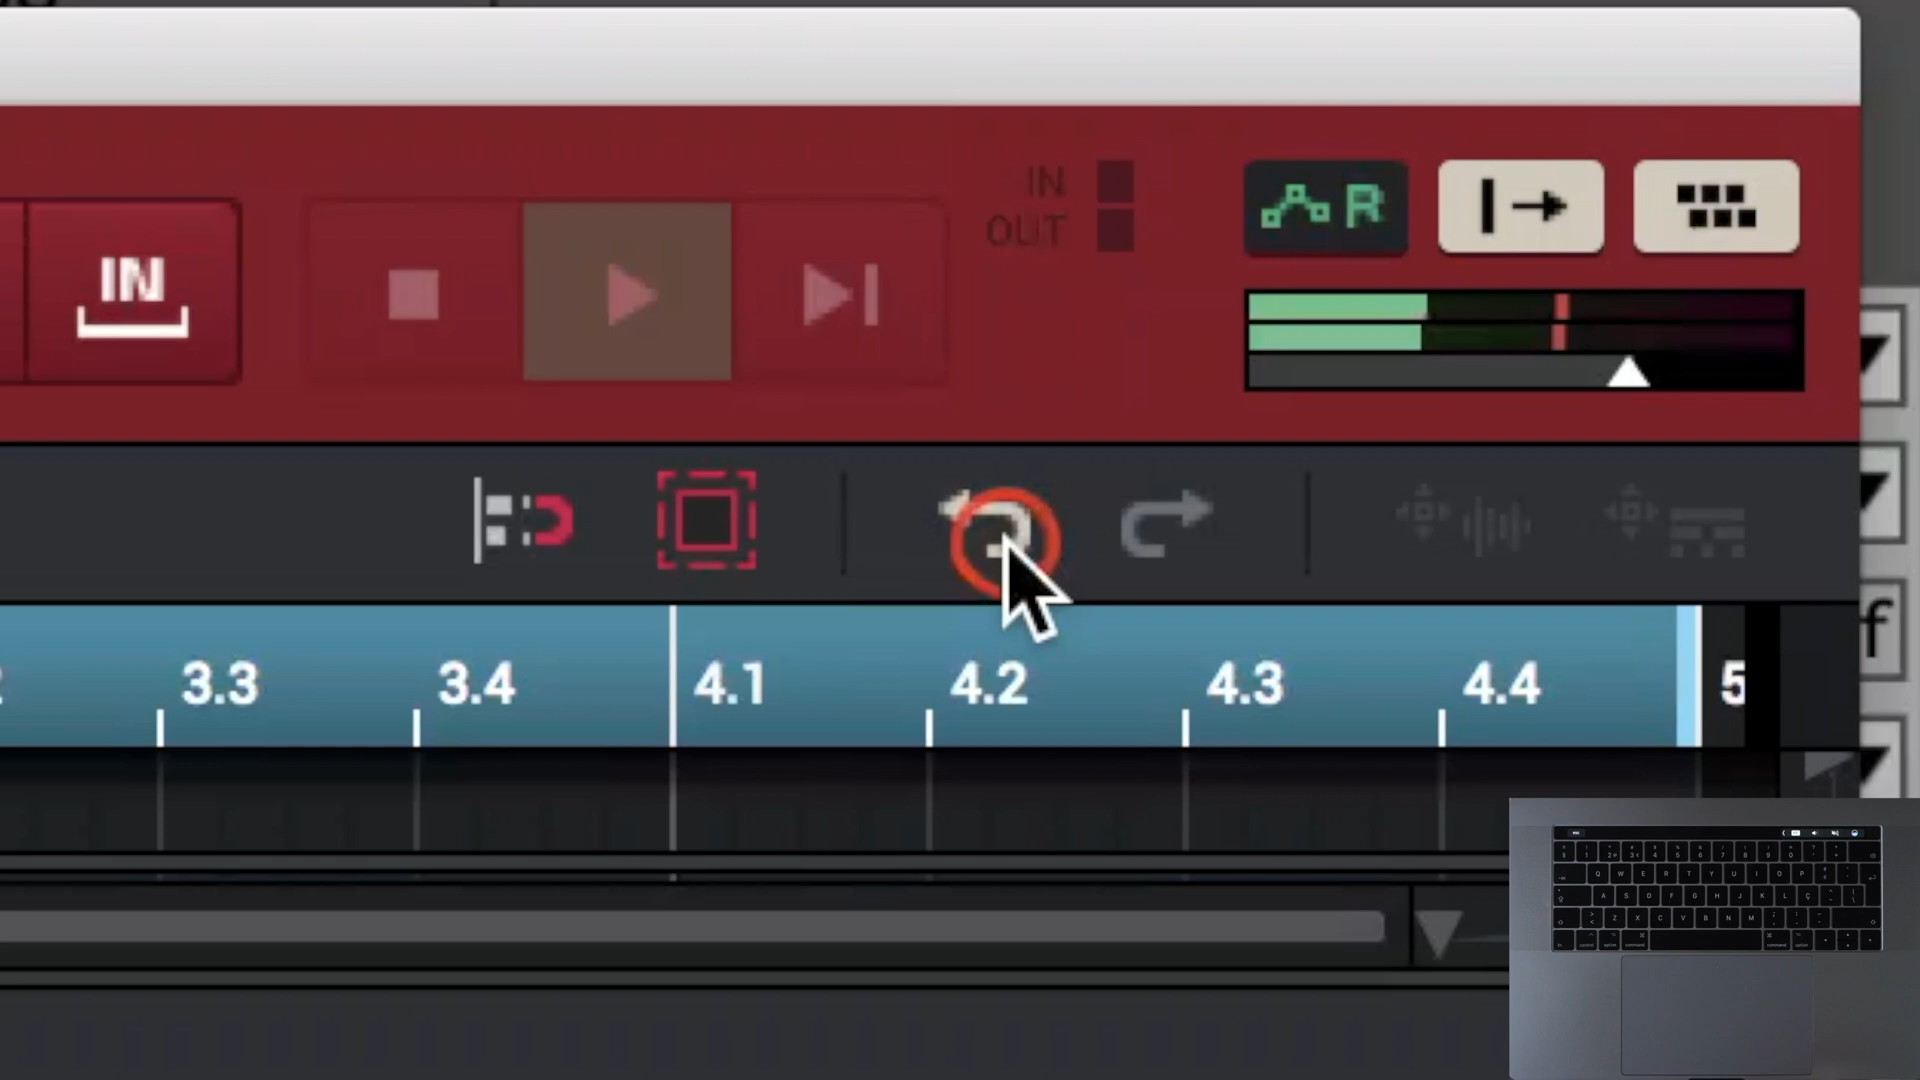 IN
OUT
IN
R
3.3
3.4
4.1
4.2
4.3
4.4
5
f
Q W E R T Y U I O P
A S D F G H J K L Ç
Z X C V B N M